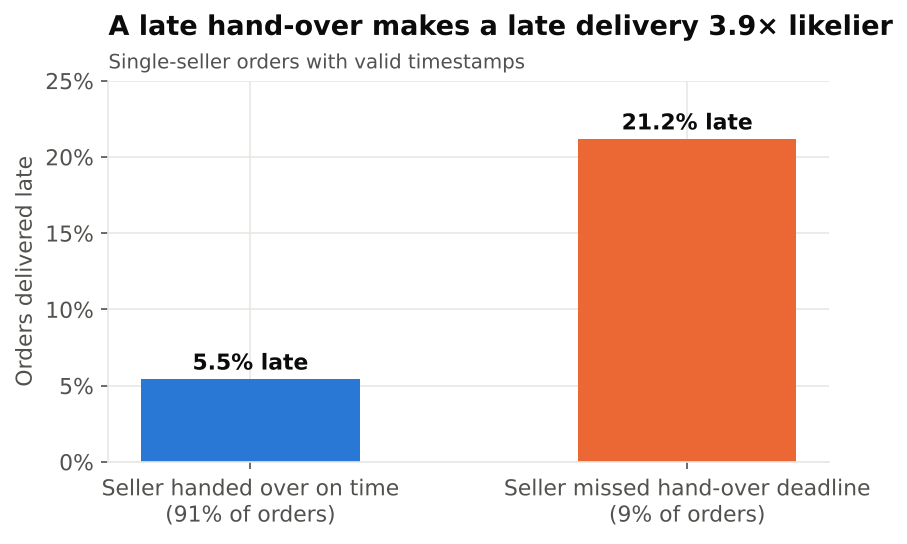 A late hand-over makes a late delivery 3.9× likelier
Single-seller orders with valid timestamps
Orders delivered late
25%
20%
15%
10%
5%
0%
5.5% late
21.2% late
Seller handed over on time
(91% of orders)
Seller missed hand-over deadline
(9% of orders)